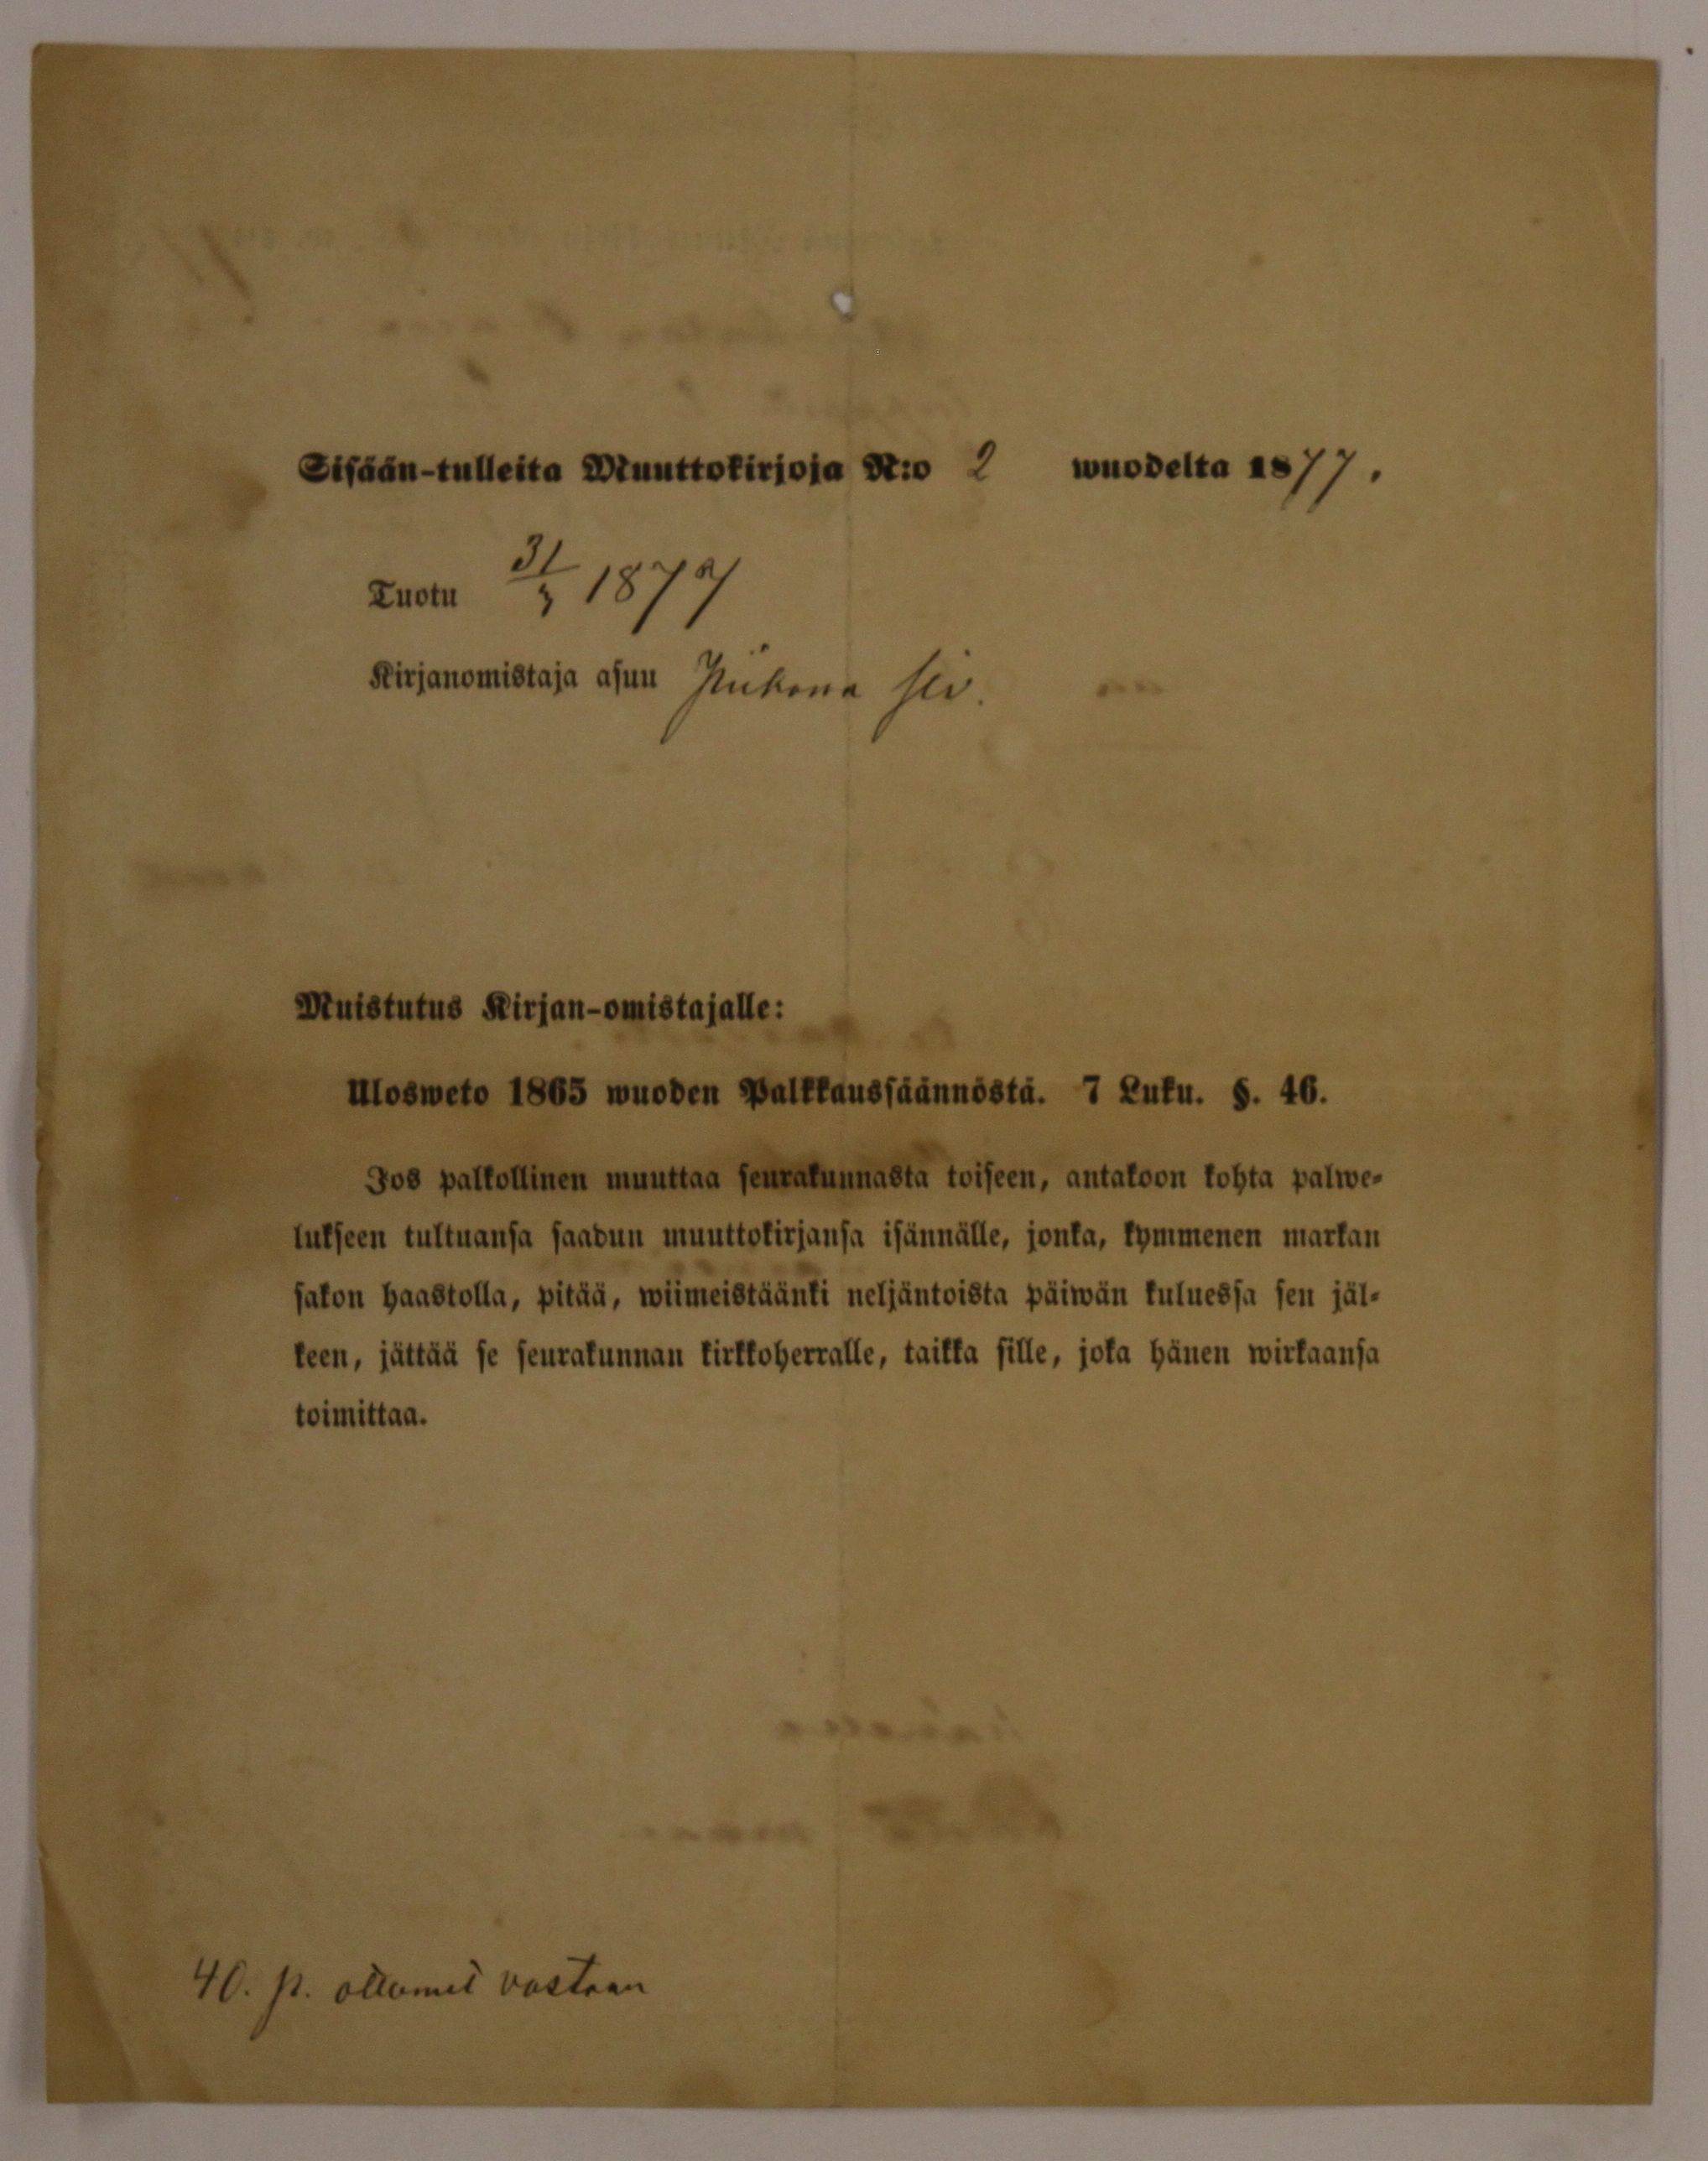 Sisään-tulleita Muuttokirjoja N:o 2 wuodelta 1877.
Tuotu 31/3 1877
Kirjanomistaja asuu
Muistutus Kirjan-omistajalle:
Ulosweto 1865 wuoden Palkkaussäännöstä. 7 Luku. §. 46.
Jos palkollinen muuttaa seurakunnasta toiseen, antakoon kohta palwe-
lukseen tultuansa saadun muuttokirjansa isännälle, jonka, kymmenen markan
sakon haastolla, pitää, wiimeistäänki neljäntoista päiwän kuluessa sen jäl-
keen, jättää se seurakunnan kirkkoherralle, taikka sille, joka hänen wirkaansa
toimittaa.
40. p. vastaan